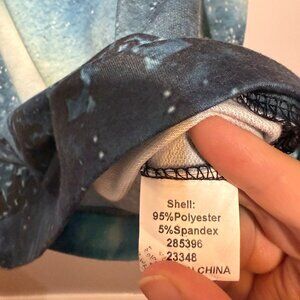 Shell:
95%Polyester
5%Spandex
285396
23348
CHINA